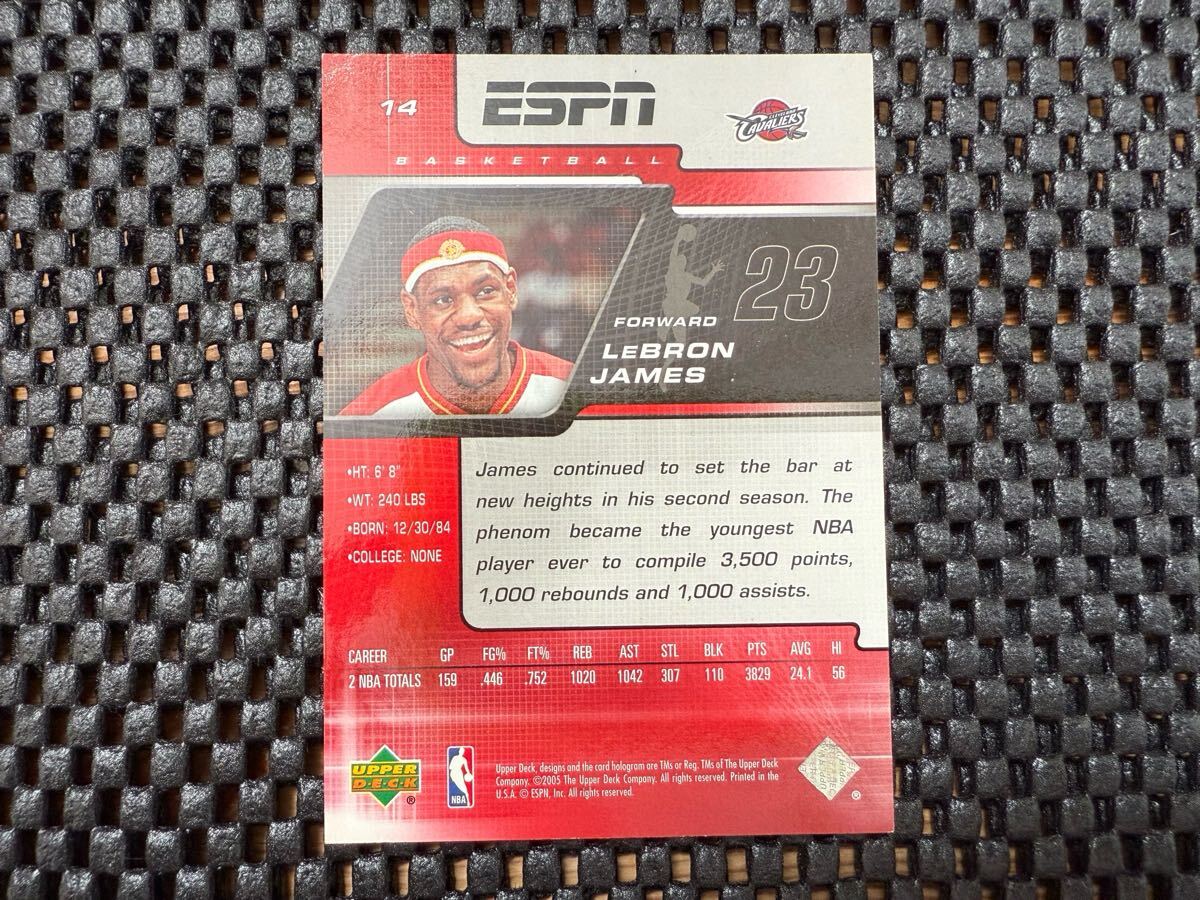 14
ESPN
CAVALIERS
BASKETBALL
23
FORWARD
LeBRON
JAMES
•HT: 6' 8"
•WT: 240 LBS
•BORN: 12/30/84
•COLLEGE: NONE
James continued to set the bar at
new heights in his second season. The
phenom became the youngest NBA
player ever to compile 3,500 points,
1,000 rebounds and 1,000 assists.
CAREER GP FG% FT% REB AST STL BLK PTS AVG HI
2 NBA TOTALS 159 .446 .752 1020 1042 307 110 3829 24.1 56
UPPER
D·E·C·K
®
NBA
Upper Deck, designs and the card hologram are TMs or Reg. TMs of The Upper Deck
Company. ©2005 The Upper Deck Company. All rights reserved. Printed in the
U.S.A. © ESPN, Inc. All rights reserved.
®